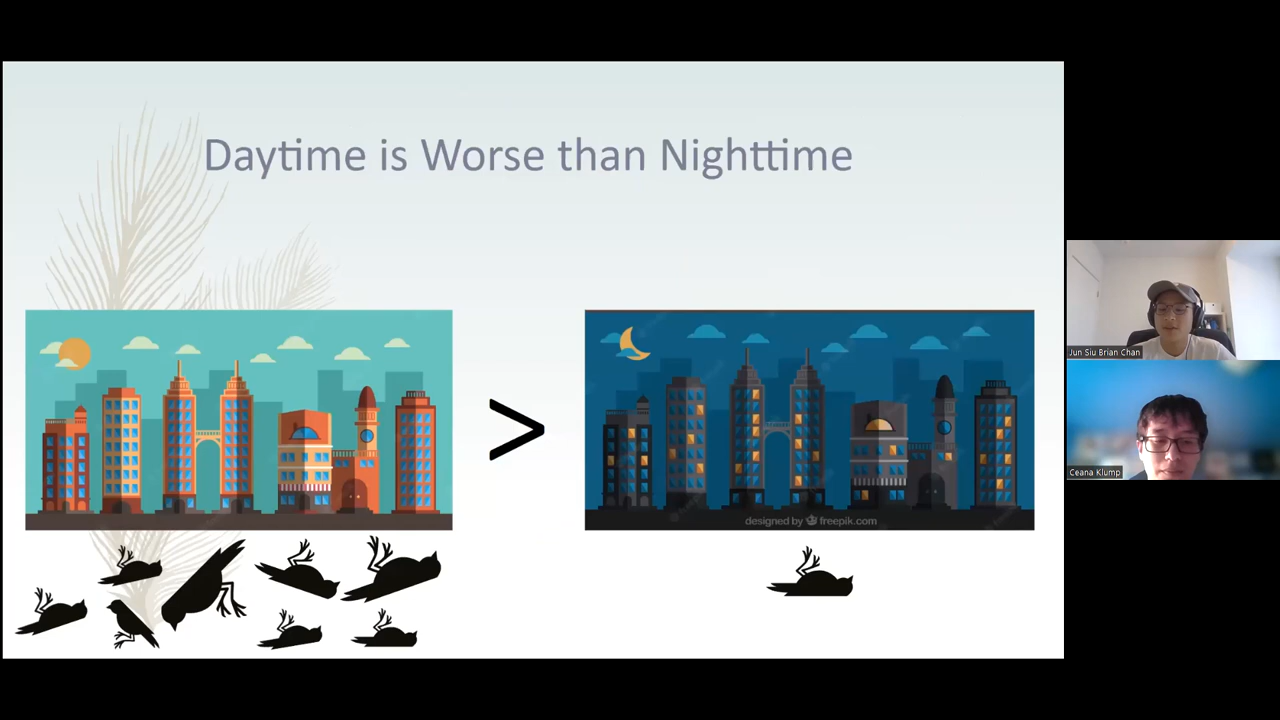 Daytime is Worse than Nighttime
>
designed by freepik.com
Jun Siu Brian Chan
Ceana Klump